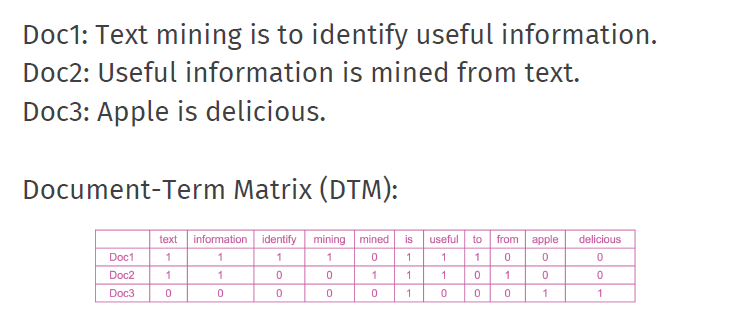 Doc1: Text mining is to identify useful information.
Doc2: Useful information is mined from text.
Doc3: Apple is delicious.
Document-Term Matrix (DTM):
text information identify mining mined is useful to from apple delicious
Doc1 1 1 1 1 0 1 1 1 0 0 0
Doc2 1 1 0 0 1 1 1 0 1 0 0
Doc3 0 0 0 0 0 1 0 0 0 1 1